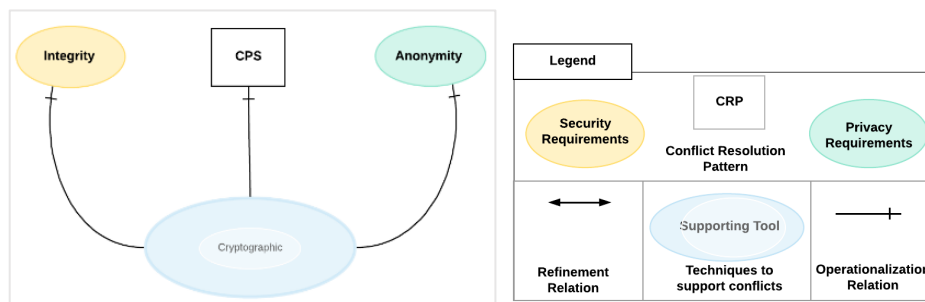 Integrity
CPS
Anonymity
Cryptographic
Legend
Security
Requirements
CRP
Conflict Resolution
Pattern
Privacy
Requirements
Refinement
Relation
Supporting Tool
Techniques to
support conflicts
Operationalization
Relation